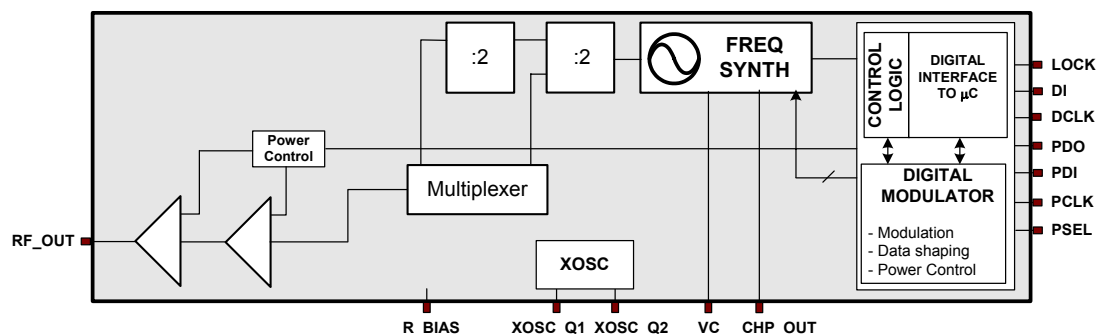 :2
:2
FREQ
SYNTH
CONTROL
LOGIC
DIGITAL
INTERFACE
TO µC
LOCK
DI
DCLK
PDO
PDI
PCLK
PSEL
Power
Control
Multiplexer
DIGITAL
MODULATOR
- Modulation
- Data shaping
- Power Control
RF_OUT
XOSC
R_BIAS
XOSC_Q1
XOSC_Q2
VC
CHP_OUT